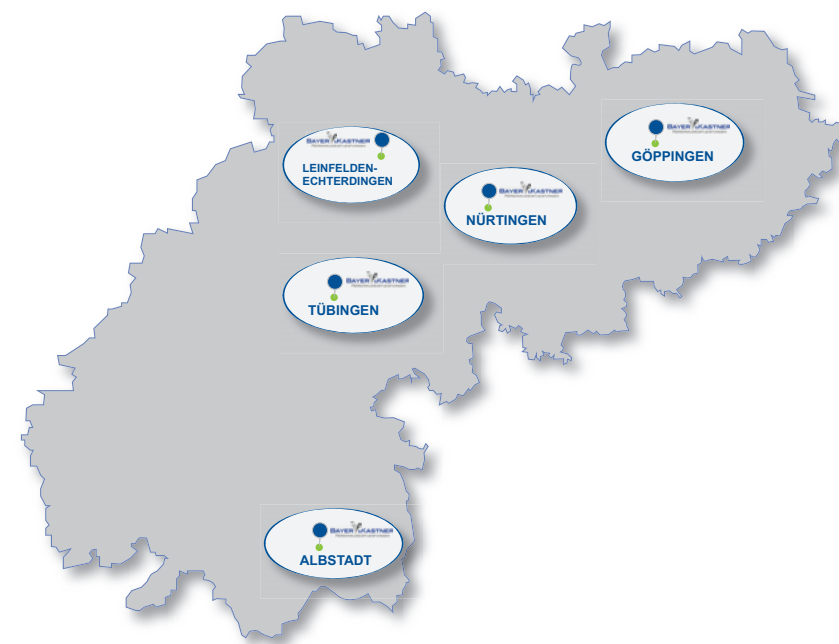 BAYER KASTNER
LEINFELDEN-
ECHTERDINGEN
BAYER KASTNER
GÖPPINGEN
BAYER KASTNER
NÜRTINGEN
BAYER KASTNER
TÜBINGEN
BAYER KASTNER
ALBSTADT